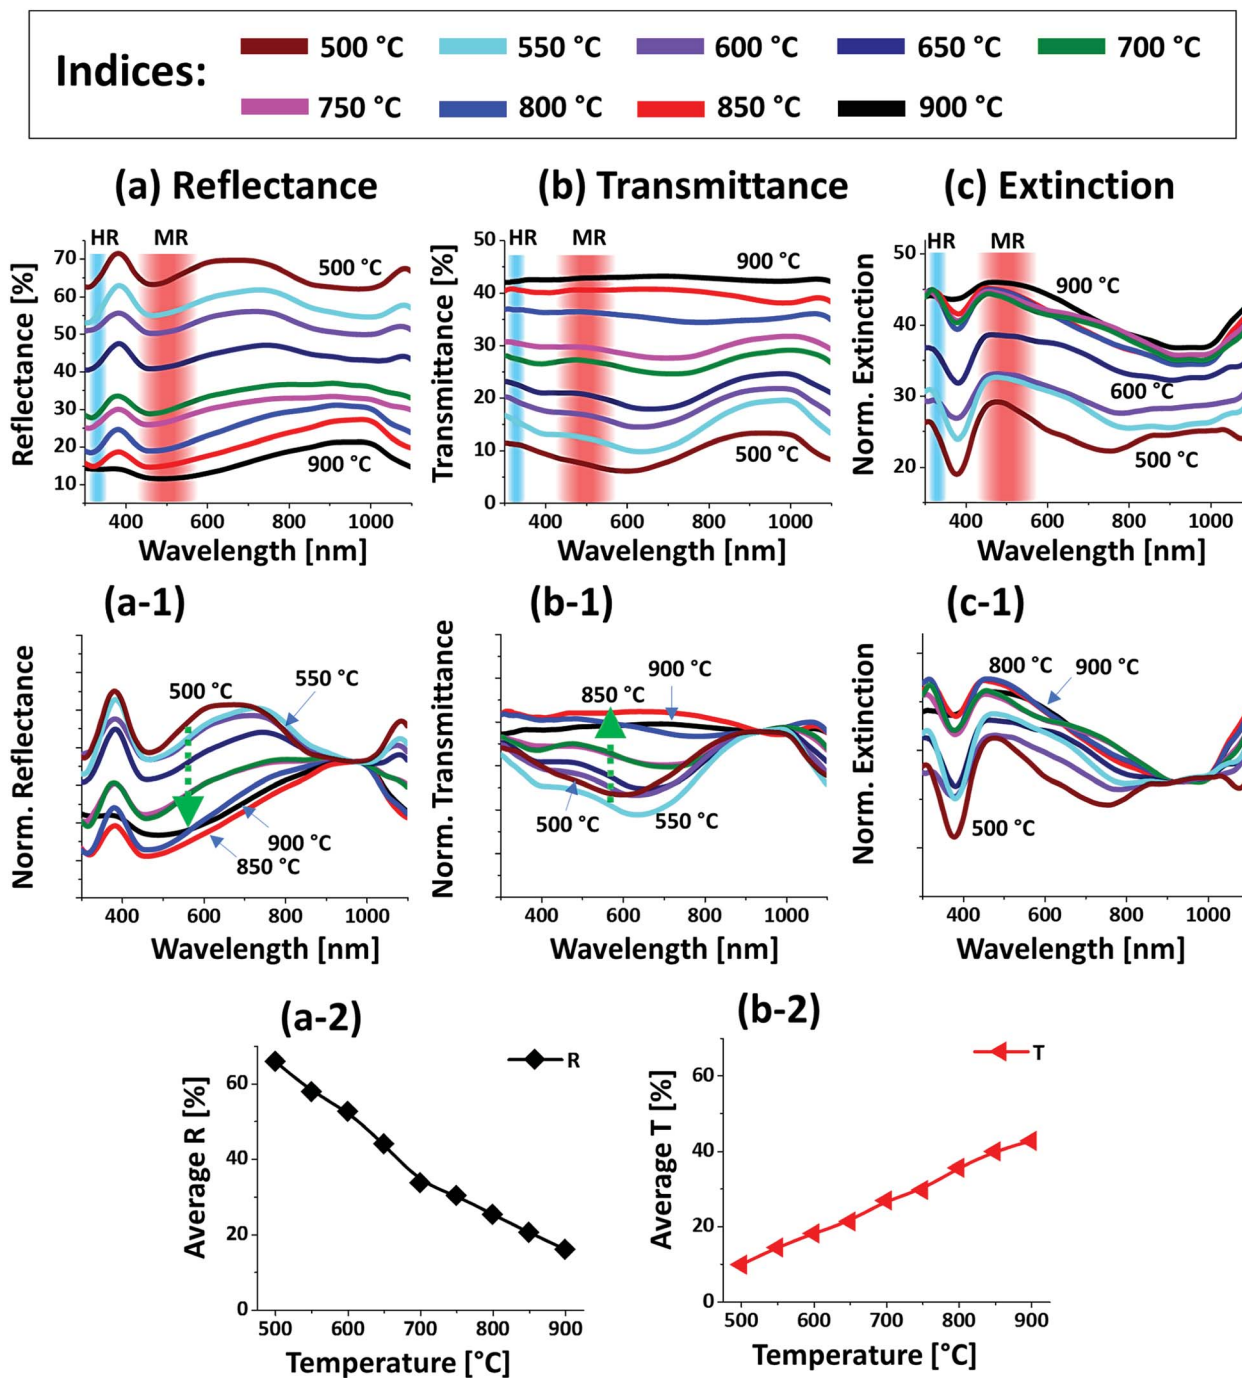 Indices:
500 °C 550 °C 600 °C 650 °C 700 °C
750 °C 800 °C 850 °C 900 °C
(a) Reflectance
HR MR
500 °C
900 °C
70
60
50
40
30
20
10
Reflectance [%]
400 600 800 1000
Wavelength [nm]
(b) Transmittance
HR MR
900 °C
500 °C
50
40
30
20
10
0
Transmittance [%]
400 600 800 1000
Wavelength [nm]
(c) Extinction
HR MR
900 °C
600 °C
500 °C
50
40
30
20
Norm. Extinction
400 600 800 1000
Wavelength [nm]
(a-1)
500 °C
550 °C
900 °C
850 °C
Norm. Reflectance
400 600 800 1000
Wavelength [nm]
(b-1)
900 °C
850 °C
500 °C
550 °C
Norm. Transmittance
400 600 800 1000
Wavelength [nm]
(c-1)
800 °C
900 °C
500 °C
Norm. Extinction
400 600 800 1000
Wavelength [nm]
(a-2)
R
60
40
20
0
Average R [%]
500 600 700 800 900
Temperature [°C]
(b-2)
T
60
40
20
0
Average T [%]
500 600 700 800 900
Temperature [°C]